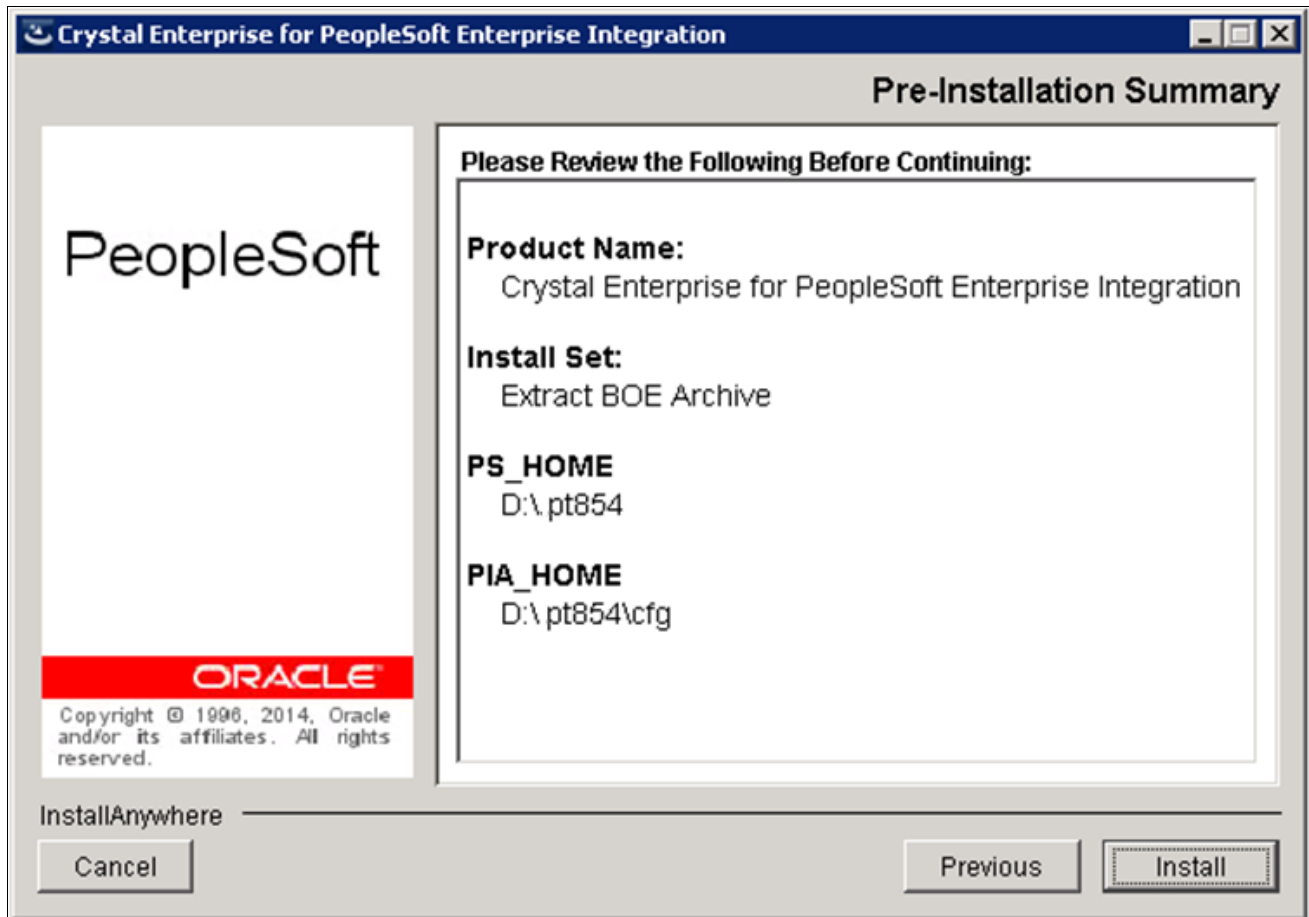 Crystal Enterprise for PeopleSoft Enterprise Integration
Pre-Installation Summary
PeopleSoft
ORACLE
Copyright © 1996, 2014, Oracle
and/or its affiliates. All rights
reserved.
Please Review the Following Before Continuing:
Product Name:
Crystal Enterprise for PeopleSoft Enterprise Integration
Install Set:
Extract BOE Archive
PS_HOME
D:\ pt854
PIA_HOME
D:\ pt854\cfg
InstallAnywhere
Cancel
Previous
Install